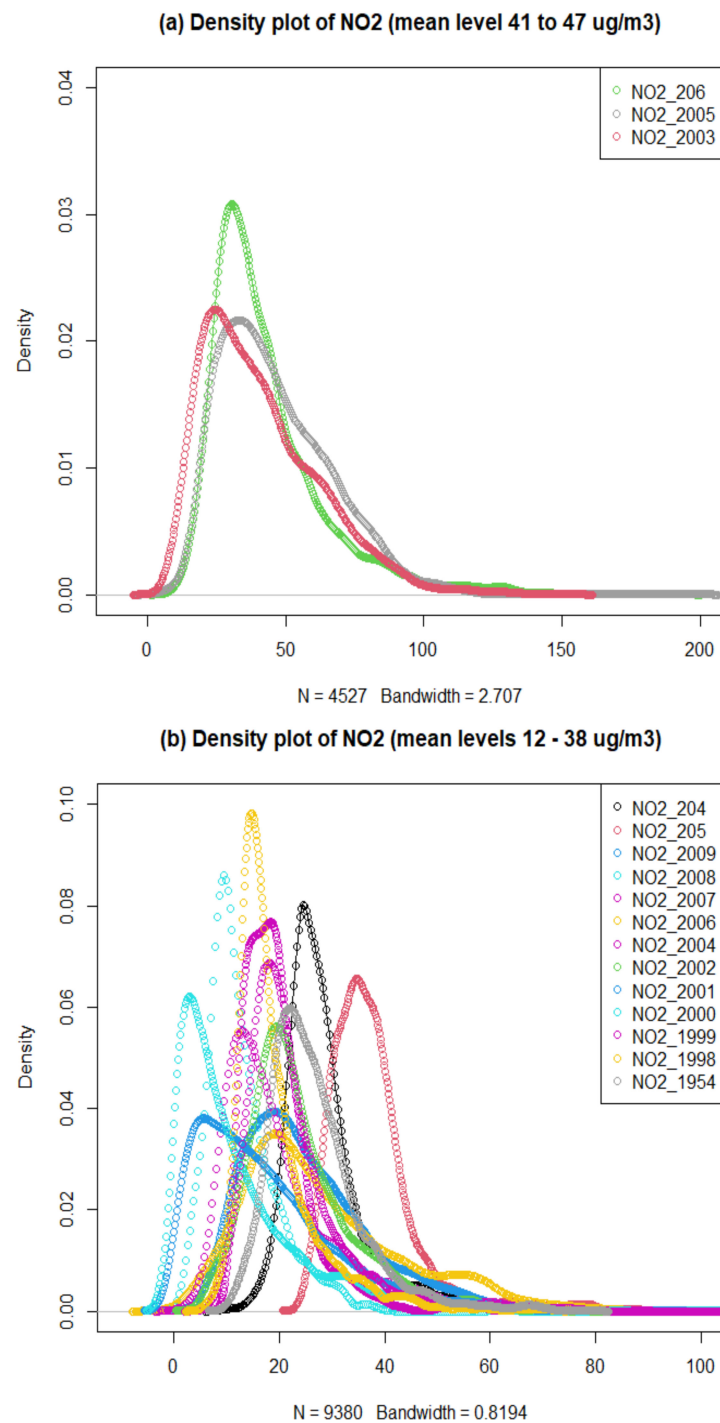 (a) Density plot of NO2 (mean level 41 to 47 ug/m3)
0.04
0.03
0.02
0.01
0.00
Density
NO2_206
NO2_2005
NO2_2003
0 50 100 150 200
N = 4527 Bandwidth = 2.707
(b) Density plot of NO2 (mean levels 12 - 38 ug/m3)
0.10
0.08
0.06
0.04
0.02
0.00
Density
NO2_204
NO2_205
NO2_2009
NO2_2008
NO2_2007
NO2_2006
NO2_2004
NO2_2002
NO2_2001
NO2_2000
NO2_1999
NO2_1998
NO2_1954
0 20 40 60 80 100
N = 9380 Bandwidth = 0.8194